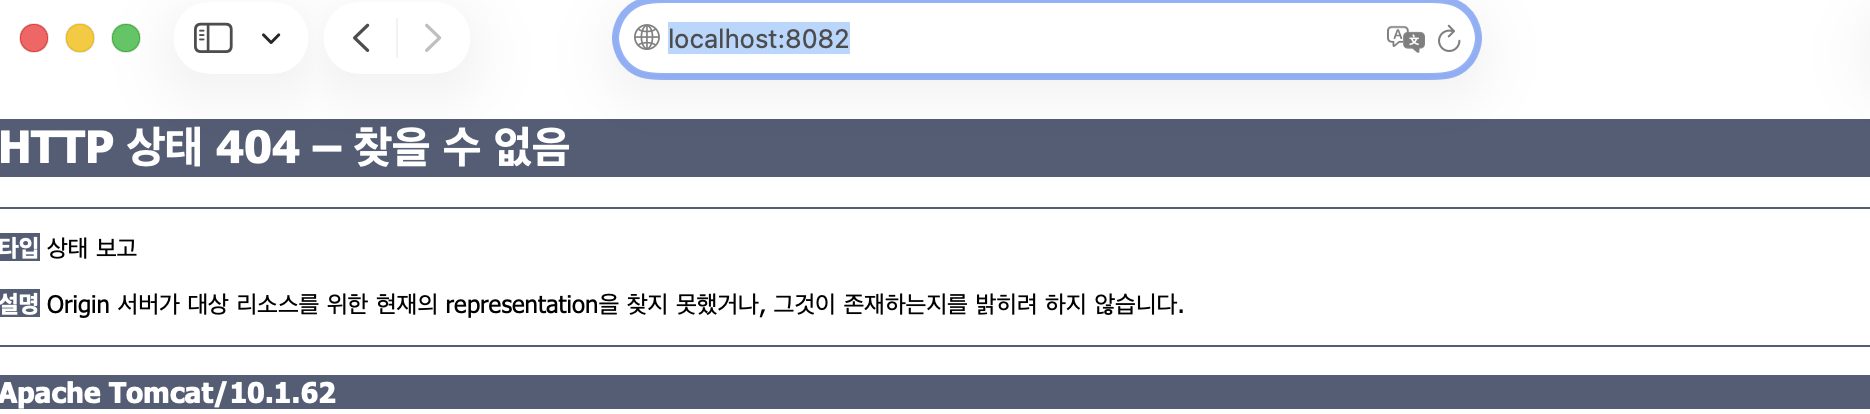 localhost:8082
HTTP 상태 404 – 찾을 수 없음
타입 상태 보고
설명 Origin 서버가 대상 리소스를 위한 현재의 representation을 찾지 못했거나, 그것이 존재하는지를 밝히려 하지 않습니다.
Apache Tomcat/10.1.62